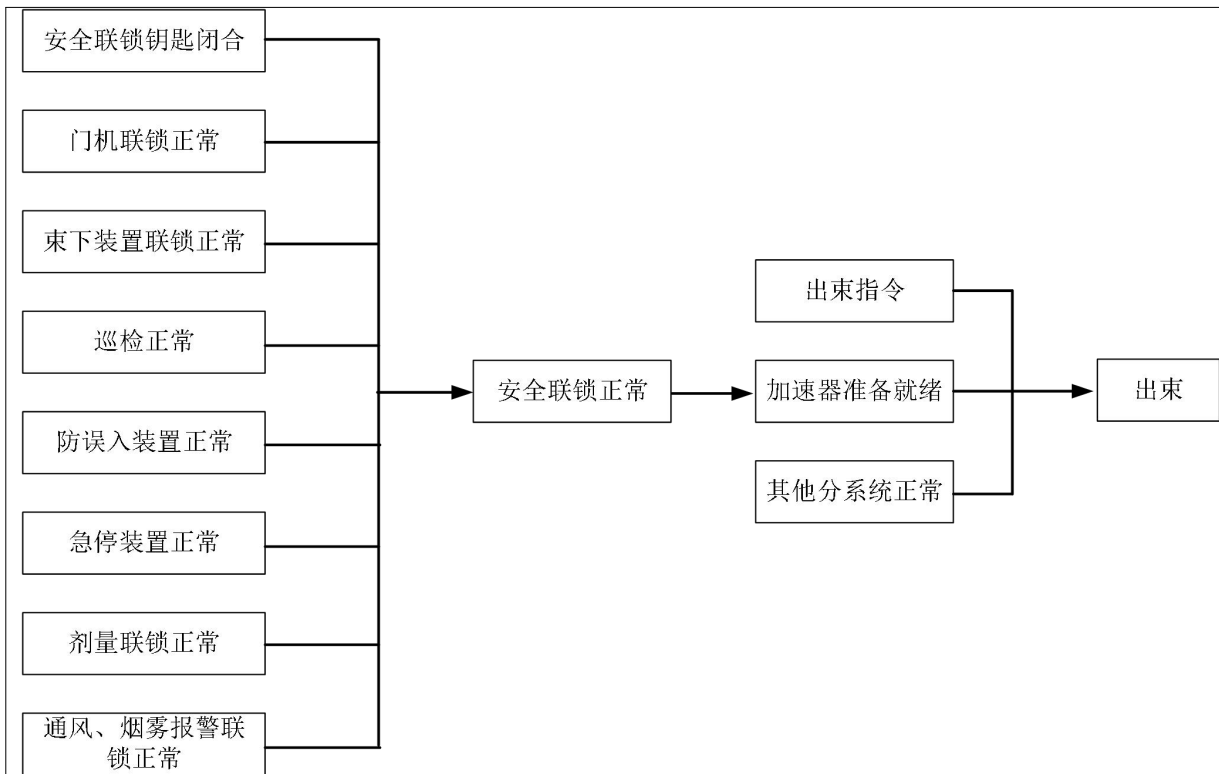 安全联锁钥匙闭合
门机联锁正常
束下装置联锁正常
巡检正常
防误入装置正常
急停装置正常
剂量联锁正常
通风、烟雾报警联
锁正常
安全联锁正常
出束指令
加速器准备就绪
其他分系统正常
出束